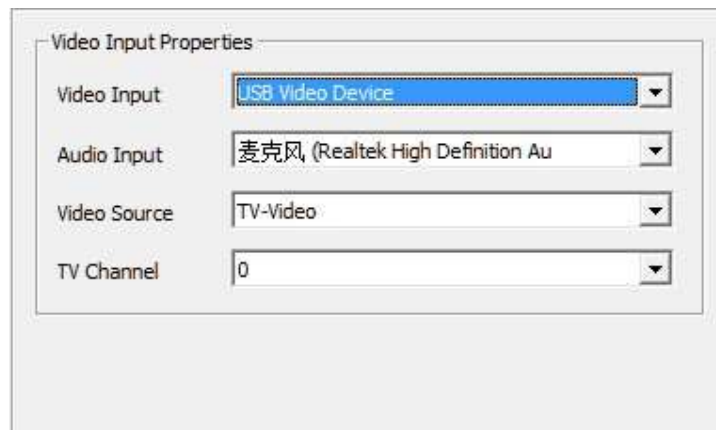 Video Input Properties
Video Input USB Video Device
Audio Input 麦克风 (Realtek High Definition Au
Video Source TV-Video
TV Channel 0